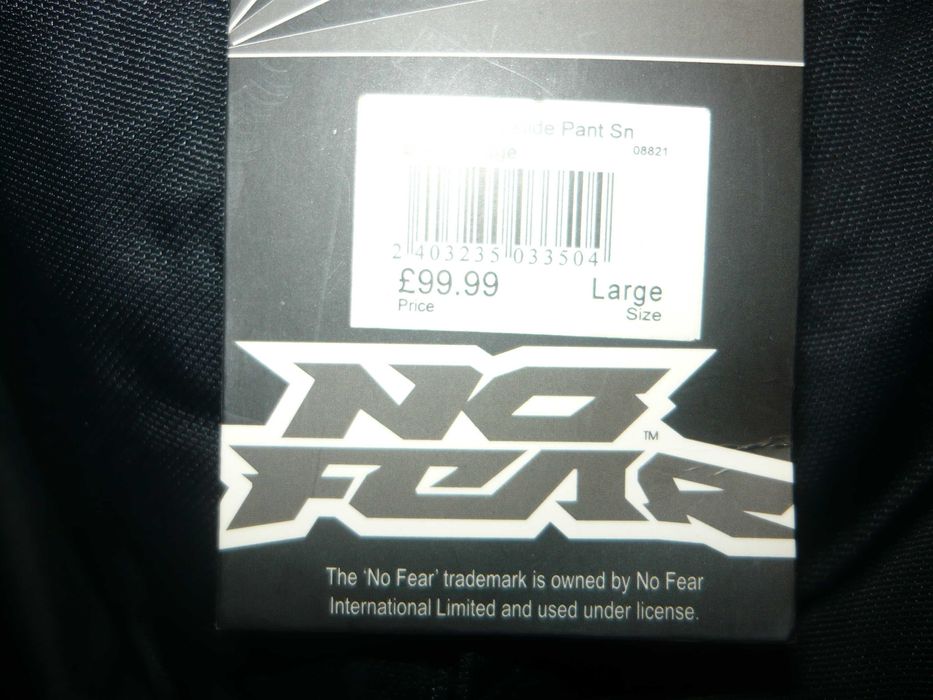 Pant Sn
08821
2 403235 033504
£99.99 Large
Price Size
NO
TM
FEAR
The 'No Fear' trademark is owned by No Fear
International Limited and used under license.